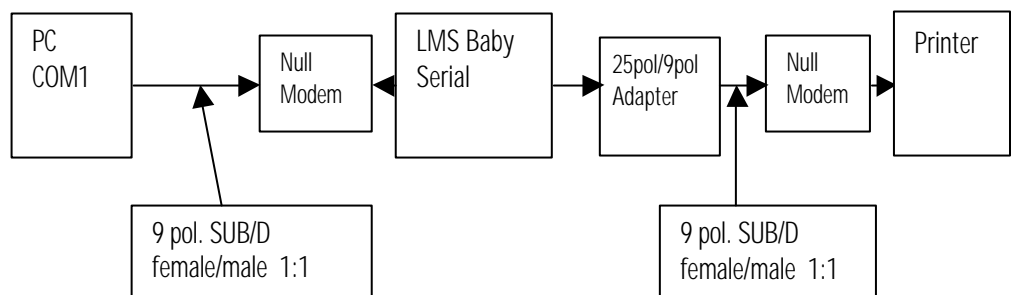 PC
COM1
Null
Modem
LMS Baby
Serial
25pol/9pol
Adapter
Null
Modem
Printer
9 pol. SUB/D
female/male 1:1
9 pol. SUB/D
female/male 1:1